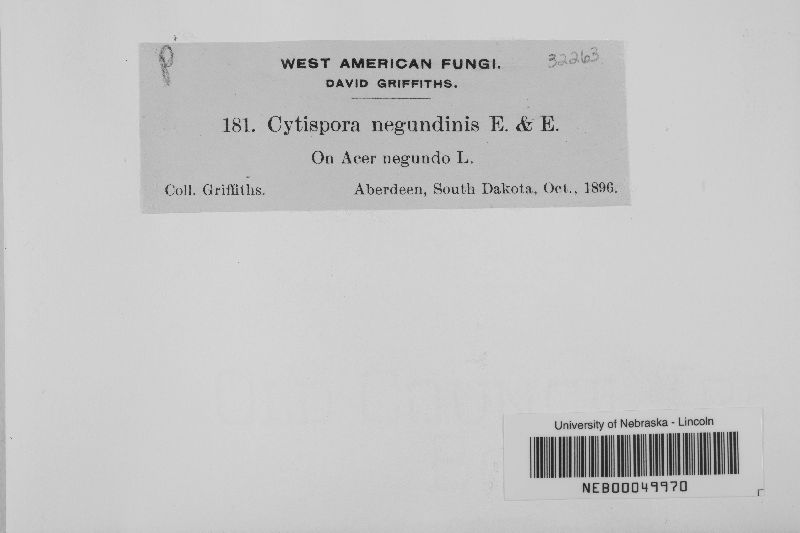 WEST AMERICAN FUNGI. 32263
DAVID GRIFFITHS.
181. Cytispora negundinis E. & E.
On Acer negundo L.
Coll. Griffiths. Aberdeen, South Dakota, Oct., 1896.
University of Nebraska - Lincoln
NEB00049970